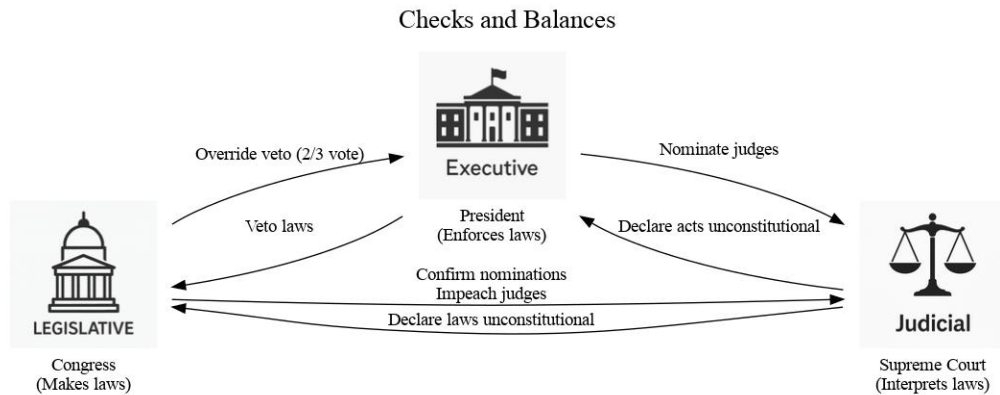 Checks and Balances
Executive
President
(Enforces laws)
Override veto (2/3 vote)
Nominate judges
Veto laws
Declare acts unconstitutional
Confirm nominations
Impeach judges
Declare laws unconstitutional
LEGISLATIVE
Congress
(Makes laws)
Judicial
Supreme Court
(Interprets laws)